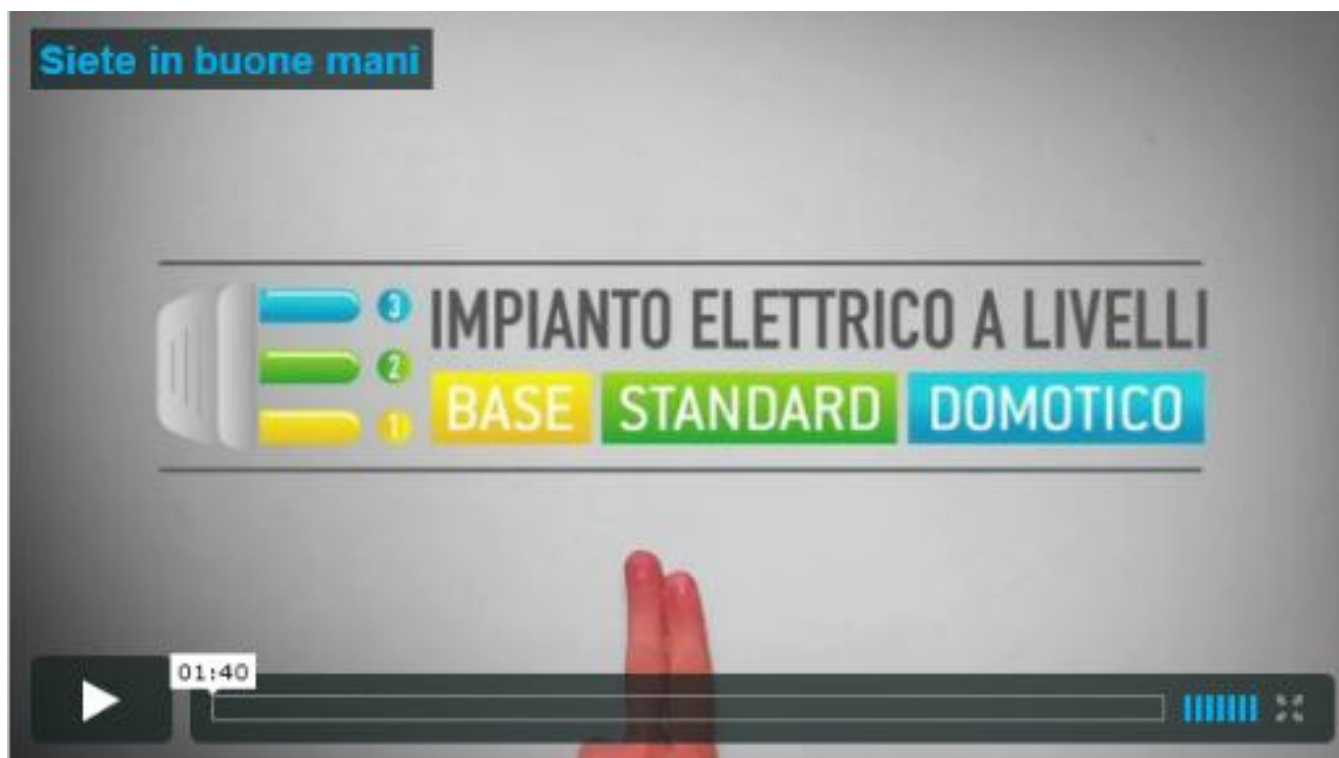 Siete in buone mani
3 IMPIANTO ELETTRICO A LIVELLI
2
1 BASE STANDARD DOMOTICO
01:40